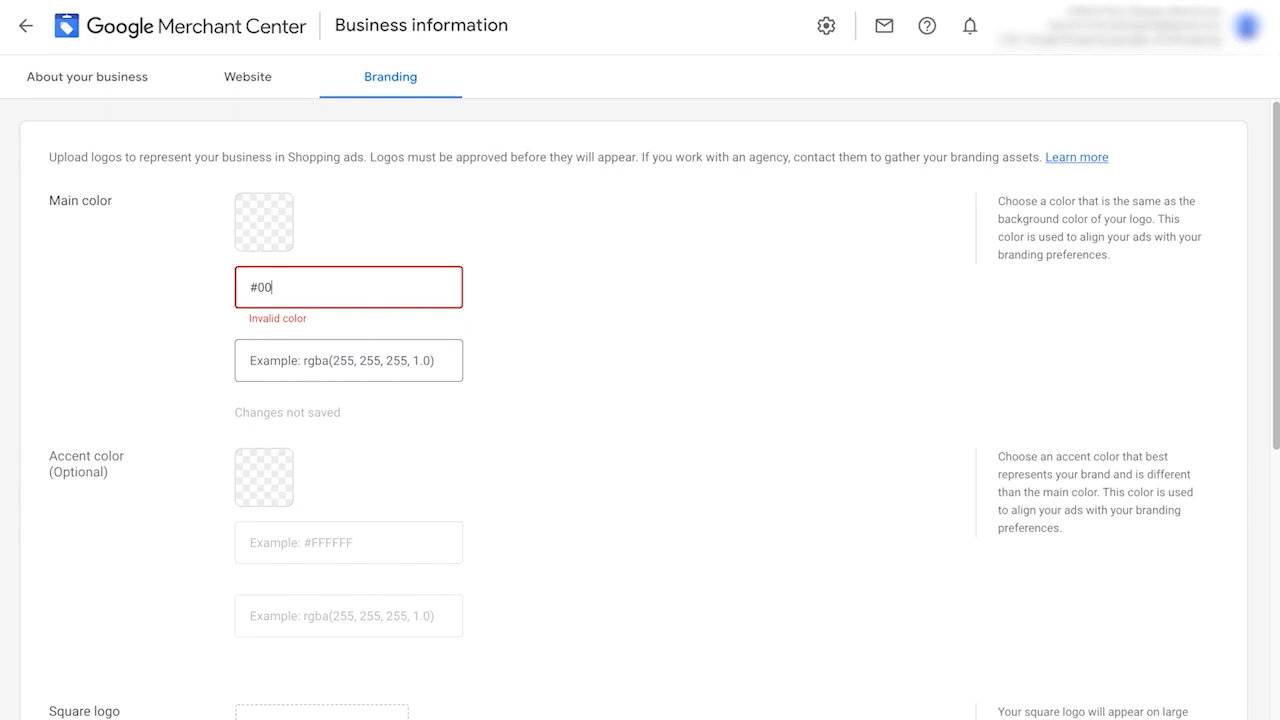 Google Merchant Center
Business information
About your business
Website
Branding
Upload logos to represent your business in Shopping ads. Logos must be approved before they will appear. If you work with an agency, contact them to gather your branding assets. Learn more
Main color
#00
Invalid color
Example: rgba(255, 255, 255, 1.0)
Changes not saved
Choose a color that is the same as the
background color of your logo. This
color is used to align your ads with your
branding preferences.
Accent color
(Optional)
Example: #FFFFFF
Example: rgba(255, 255, 255, 1.0)
Choose an accent color that best
represents your brand and is different
than the main color. This color is used
to align your ads with your branding
preferences.
Square logo
Your square logo will appear on large